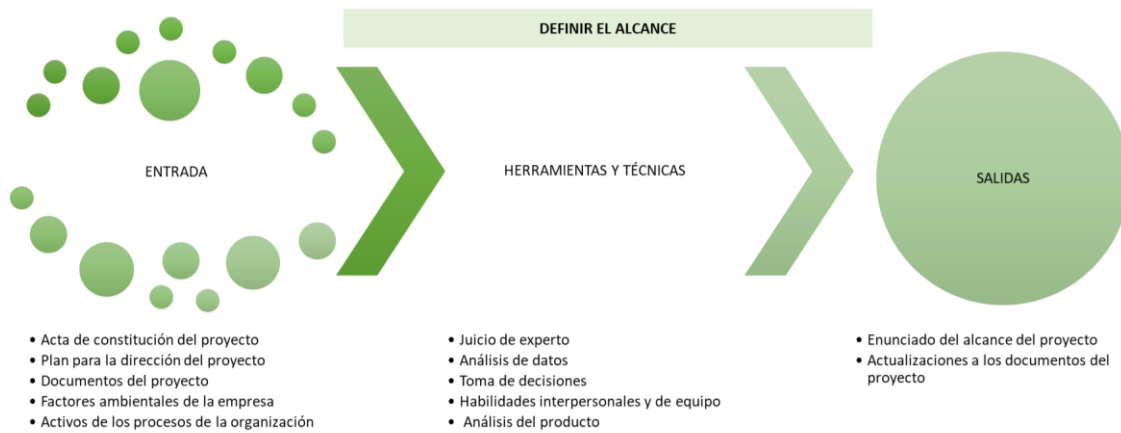 DEFINIR EL ALCANCE
ENTRADA
HERRAMIENTAS Y TÉCNICAS
SALIDAS
• Acta de constitución del proyecto
• Plan para la dirección del proyecto
• Documentos del proyecto
• Factores ambientales de la empresa
• Activos de los procesos de la organización
• Juicio de experto
• Análisis de datos
• Toma de decisiones
• Habilidades interpersonales y de equipo
• Análisis del producto
• Enunciado del alcance del proyecto
• Actualizaciones a los documentos del
proyecto